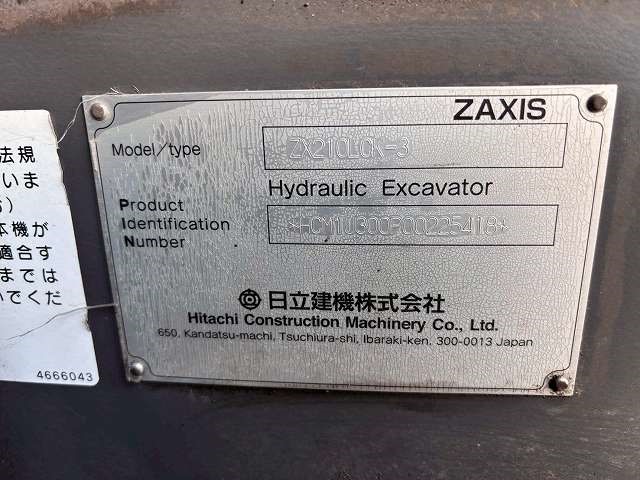 ZAXIS
Model/type
ZX210LCK-3
Hydraulic Excavator
Product
Identification
Number
日立建機株式会社
Hitachi Construction Machinery Co., Ltd.
650, Kandatsu-machi, Tsuchiura-shi, Ibaraki-ken, 300-0013 Japan
法規
いま
)
本機が
適合す
までは
いでくだ
4666043